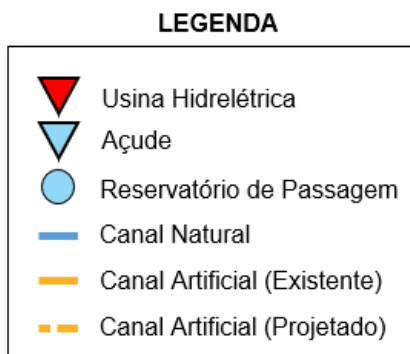 LEGENDA
Usina Hidrelétrica
Açude
Reservatório de Passagem
Canal Natural
Canal Artificial (Existente)
Canal Artificial (Projetado)